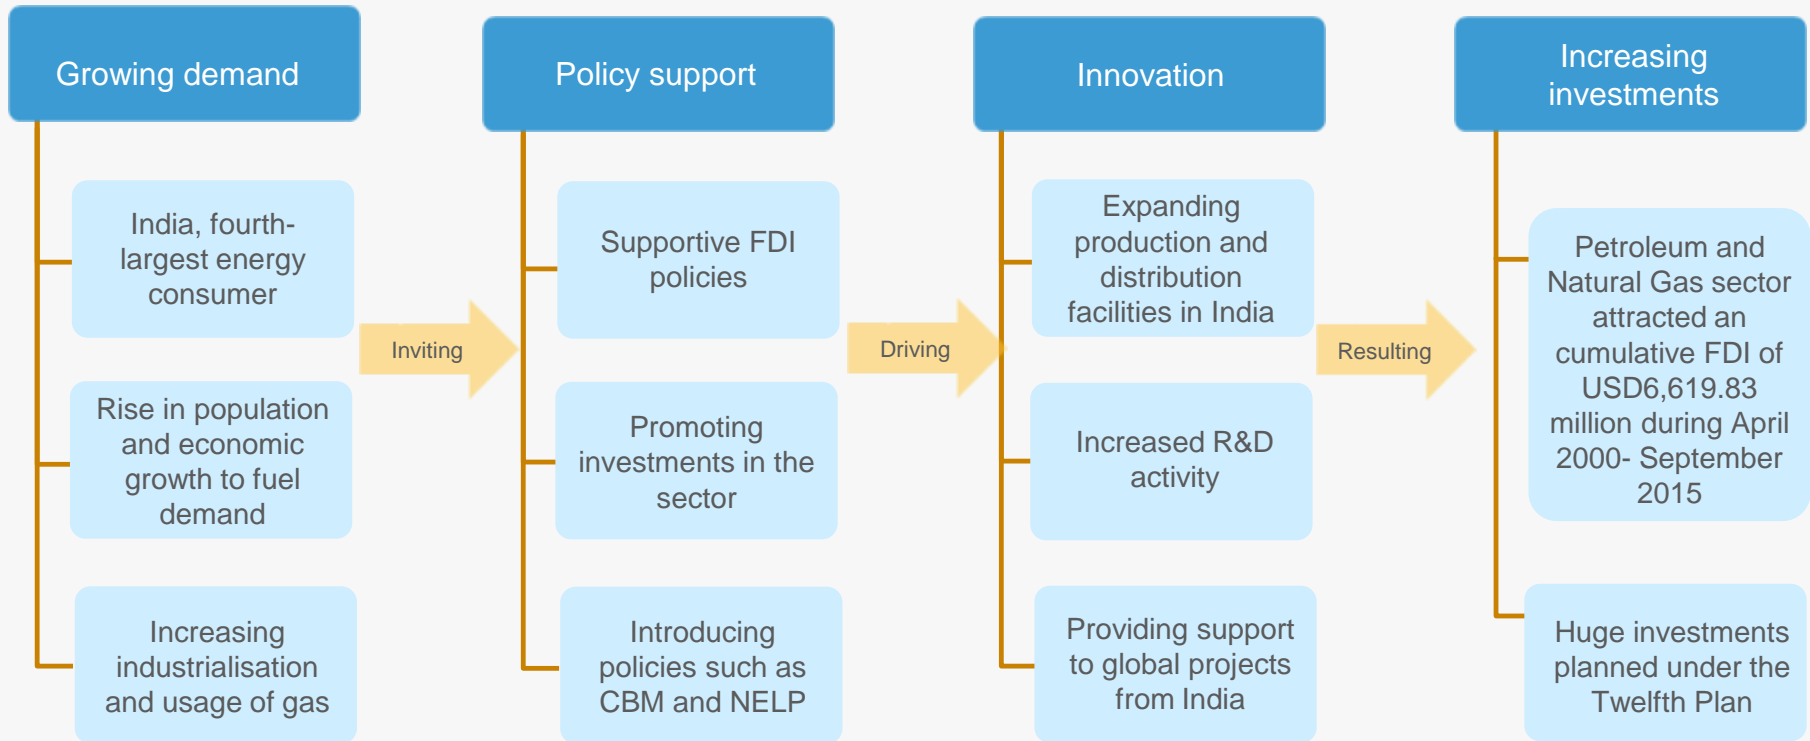 Growing demand
India, fourth-
largest energy
consumer
Rise in population
and economic
growth to fuel
demand
Increasing
industrialisation
and usage of gas
Inviting
Policy support
Supportive FDI
policies
Promoting
investments in the
sector
Introducing
policies such as
CBM and NELP
Driving
Innovation
Expanding
production and
distribution
facilities in India
Increased R&D
activity
Providing support
to global projects
from India
Resulting
Increasing
investments
Petroleum and
Natural Gas sector
attracted an
cumulative FDI of
USD6,619.83
million during April
2000- September
2015
Huge investments
planned under the
Twelfth Plan